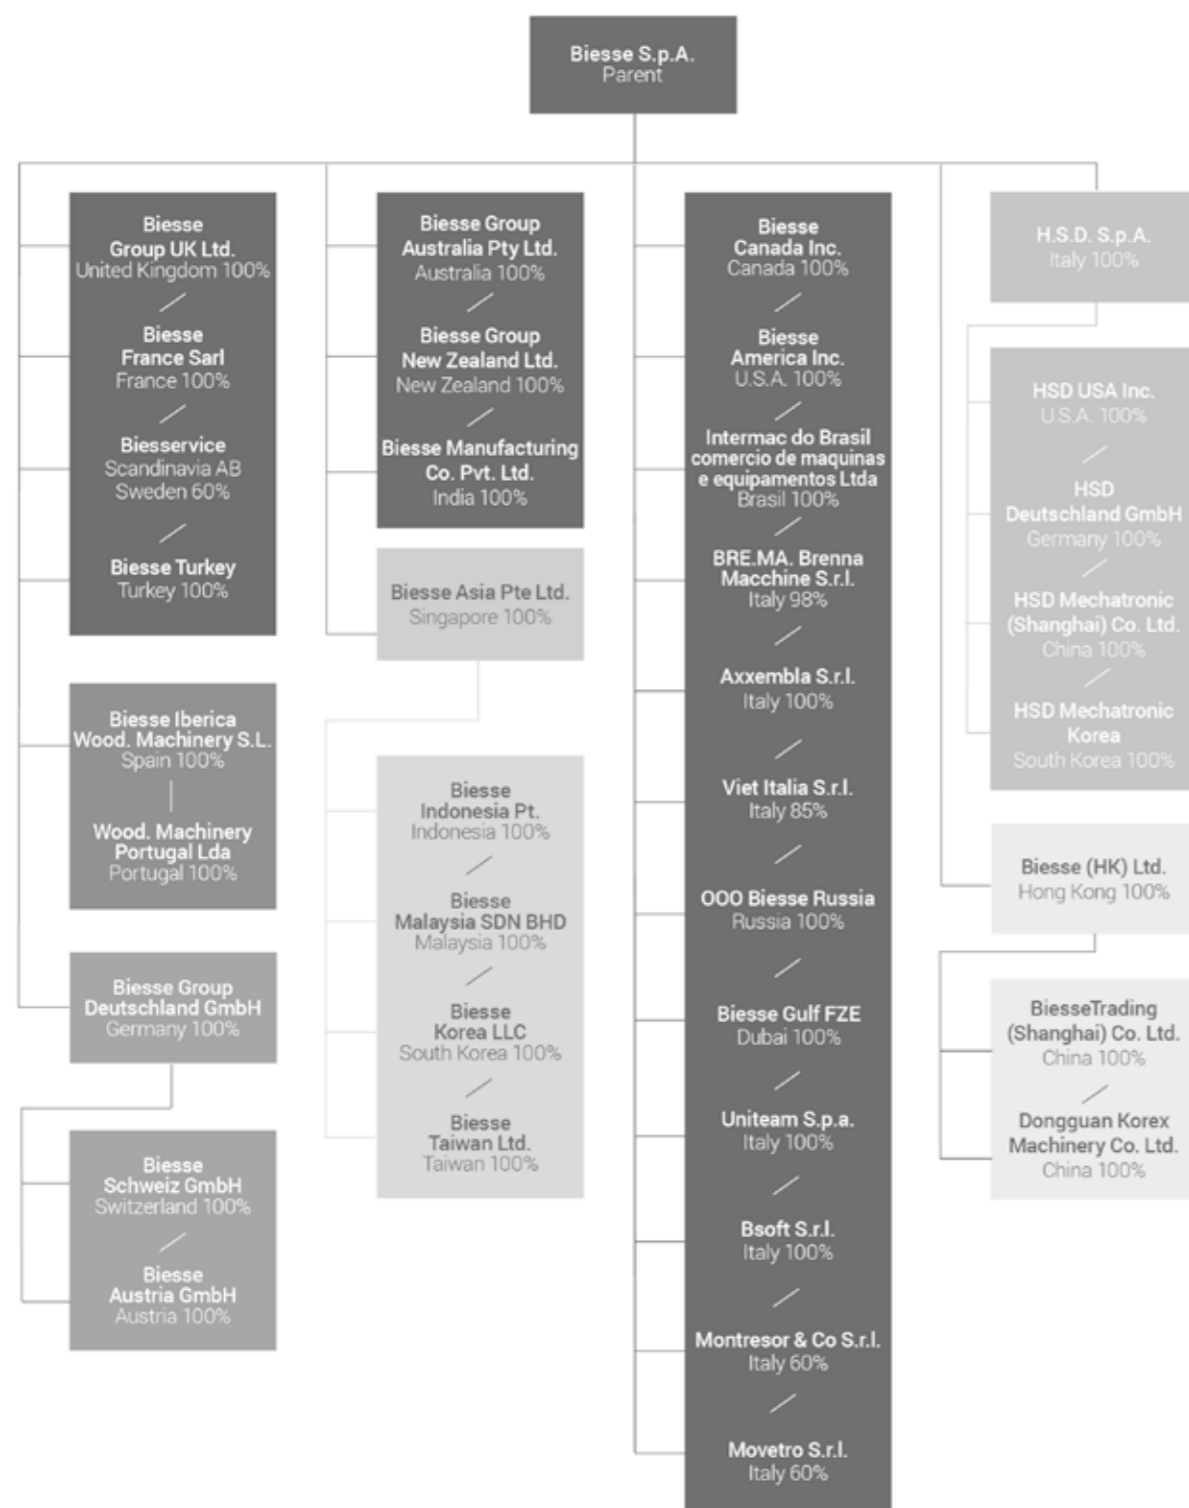 Biesse S.p.A.
Parent
Biesse
Group UK Ltd.
United Kingdom 100%
Biesse
France Sarl
France 100%
Biesservice
Scandinavia AB
Sweden 60%
Biesse Turkey
Turkey 100%
Biesse Iberica
Wood. Machinery S.L.
Spain 100%
Wood. Machinery
Portugal Lda
Portugal 100%
Biesse Group
Deutschland GmbH
Germany 100%
Biesse
Schweiz GmbH
Switzerland 100%
Biesse
Austria GmbH
Austria 100%
Biesse Group
Australia Pty Ltd.
Australia 100%
Biesse Group
New Zealand Ltd.
New Zealand 100%
Biesse Manufacturing
Co. Pvt. Ltd.
India 100%
Biesse Asia Pte Ltd.
Singapore 100%
Biesse
Indonesia Pt.
Indonesia 100%
Biesse
Malaysia SDN BHD
Malaysia 100%
Biesse
Korea LLC
South Korea 100%
Biesse
Taiwan Ltd.
Taiwan 100%
Biesse
Canada Inc.
Canada 100%
Biesse
America Inc.
U.S.A. 100%
Intermac do Brasil
comercio de maquinas
e equipamentos Ltda
Brasil 100%
BRE.MA. Brenna
Macchine S.r.l.
Italy 98%
Axxembla S.r.l.
Italy 100%
Viet Italia S.r.l.
Italy 85%
OOO Biesse Russia
Russia 100%
Biesse Gulf FZE
Dubai 100%
Uniteam S.p.a.
Italy 100%
Bsoft S.r.l.
Italy 100%
Montresor & Co S.r.l.
Italy 60%
Movetro S.r.l.
Italy 60%
H.S.D. S.p.A.
Italy 100%
HSD USA Inc.
U.S.A. 100%
HSD
Deutschland GmbH
Germany 100%
HSD Mechatronic
(Shanghai) Co. Ltd.
China 100%
HSD Mechatronic
Korea
South Korea 100%
Biesse (HK) Ltd.
Hong Kong 100%
BiesseTrading
(Shanghai) Co. Ltd.
China 100%
Dongguan Korex
Machinery Co. Ltd.
China 100%